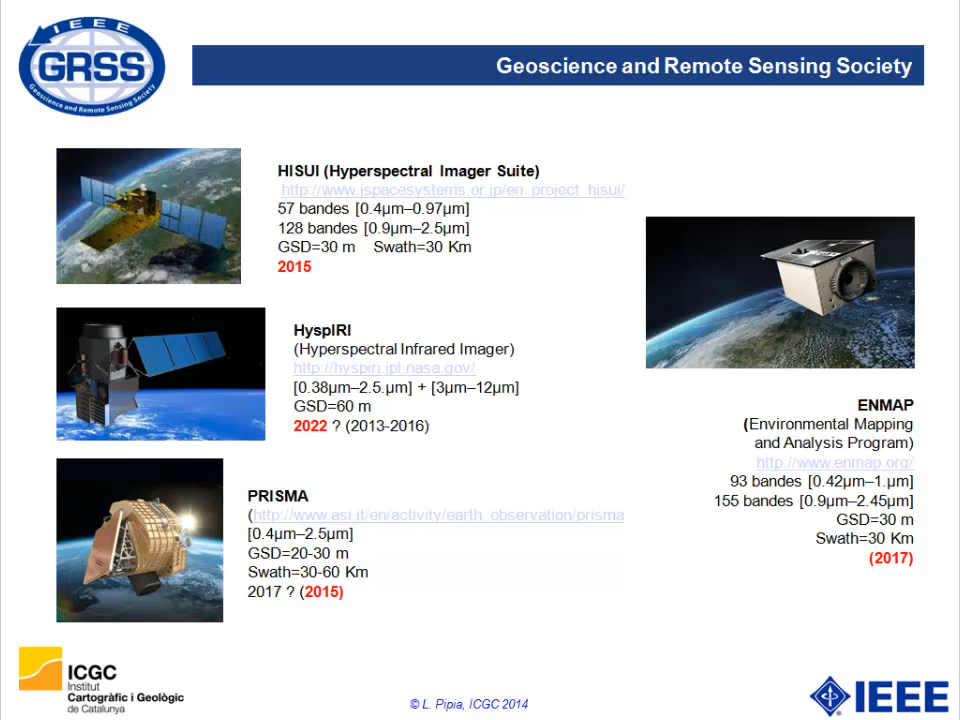 IEEE
GRSS
Geoscience and Remote Sensing Society
Geoscience and Remote Sensing Society
HISUI (Hyperspectral Imager Suite)
http://www.jspacesystems.or.jp/en_project_hisui/
57 bandes [0.4µm–0.97µm]
128 bandes [0.9µm–2.5µm]
GSD=30 m Swath=30 Km
2015
HyspIRI
(Hyperspectral Infrared Imager)
http://hyspiri.jpl.nasa.gov/
[0.38µm–2.5.µm] + [3µm–12µm]
GSD=60 m
2022 ? (2013-2016)
PRISMA
(http://www.asi.it/en/activity/earth_observation/prisma
[0.4µm–2.5µm]
GSD=20-30 m
Swath=30-60 Km
2017 ? (2015)
ENMAP
(Environmental Mapping
and Analysis Program)
http://www.enmap.org/
93 bandes [0.42µm–1.µm]
155 bandes [0.9µm–2.45µm]
GSD=30 m
Swath=30 Km
(2017)
ICGC
Institut
Cartogràfic i Geològic
de Catalunya
© L. Pipia, ICGC 2014
IEEE